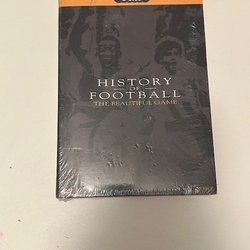 HISTORY
OF
FOOTBALL
THE BEAUTIFUL GAME